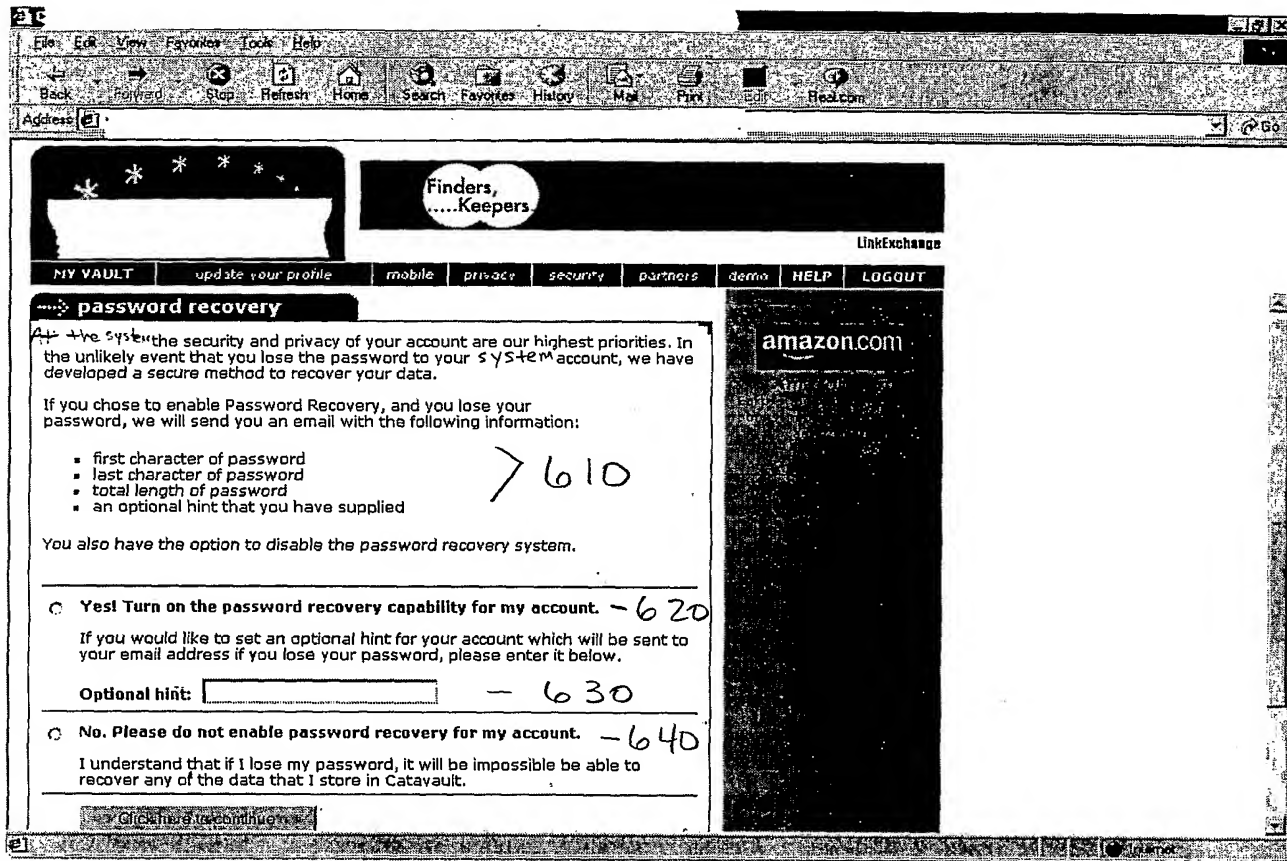 File Edit View Favorites Tools Help
Back Forward Stop Refresh Home Search Favorites History Mail Print Edit Real.com
Address Go
Finders,
.....Keepers
LinkExchange
MY VAULT update your profile mobile privacy security partners demo HELP LOGOUT
password recovery
At the system the security and privacy of your account are our highest priorities. In
the unlikely event that you lose the password to your system account, we have
developed a secure method to recover your data.
If you chose to enable Password Recovery, and you lose your
password, we will send you an email with the following information:
▪ first character of password
▪ last character of password
▪ total length of password
▪ an optional hint that you have supplied
> 610
You also have the option to disable the password recovery system.
Yes! Turn on the password recovery capability for my account. - 620
If you would like to set an optional hint for your account which will be sent to
your email address if you lose your password, please enter it below.
Optional hint: - 630
No. Please do not enable password recovery for my account. - 640
I understand that if I lose my password, it will be impossible be able to
recover any of the data that I store in Catavault.
Click here to continue
amazon.com
Internet